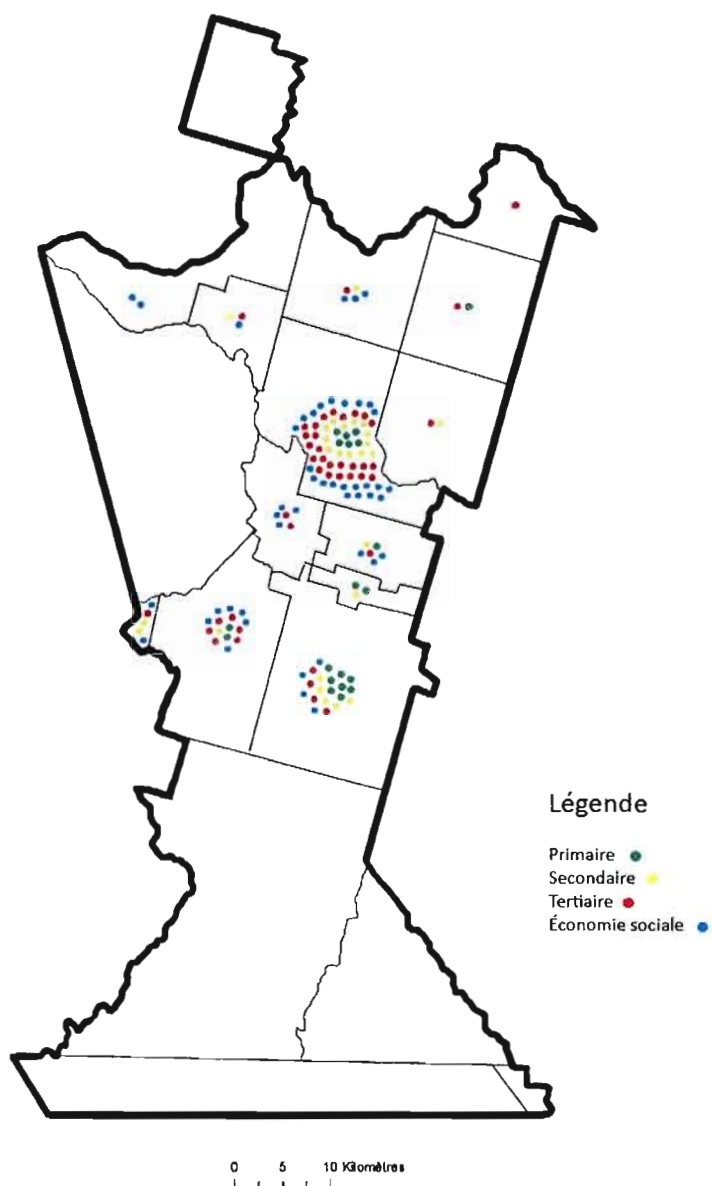 Légende
Primaire
Secondaire
Tertiaire
Économie sociale
0 5 10 Kilomètres